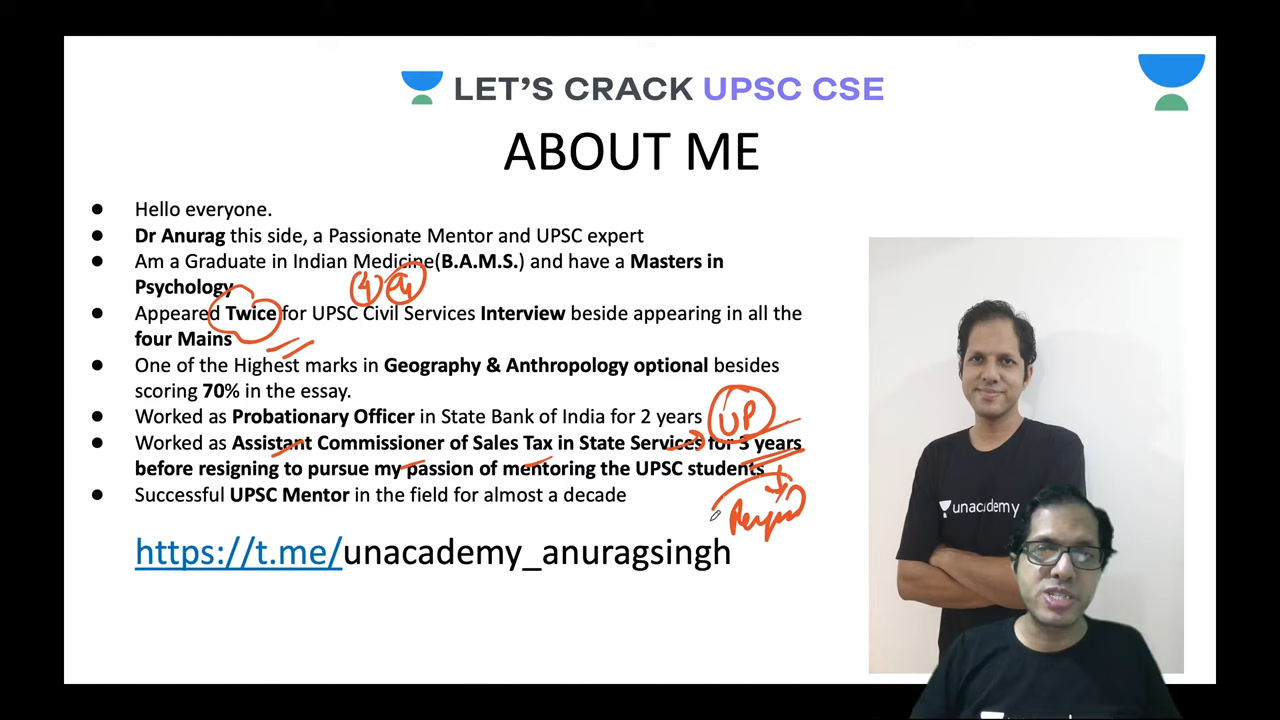 LET'S CRACK UPSC CSE
ABOUT ME
● Hello everyone.
● Dr Anurag this side, a Passionate Mentor and UPSC expert
● Am a Graduate in Indian Medicine(B.A.M.S.) and have a Masters in
Psychology
● Appeared Twice for UPSC Civil Services Interview beside appearing in all the
four Mains
● One of the Highest marks in Geography & Anthropology optional besides
scoring 70% in the essay.
● Worked as Probationary Officer in State Bank of India for 2 years
UP
● Worked as Assistant Commissioner of Sales Tax in State Services for 3 years
before resigning to pursue my passion of mentoring the UPSC students
● Successful UPSC Mentor in the field for almost a decade
https://t.me/unacademy_anuragsingh
unacademy